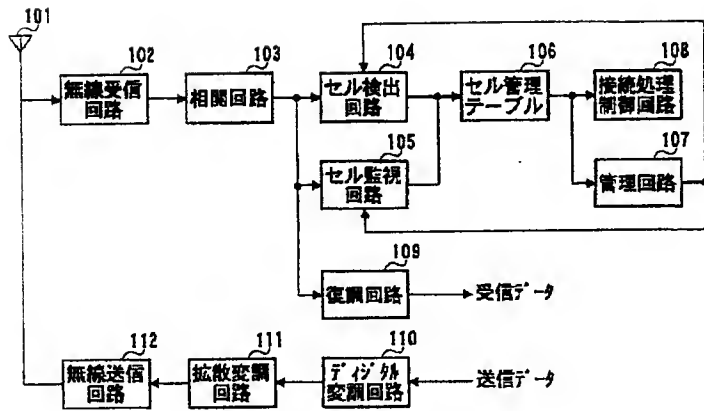 101
102
103
104
106
108
無線受信
回路
相関回路
セル検出
回路
セル管理
テーブル
接続処理
制御回路
105
107
セル監視
回路
管理回路
109
復調回路
受信データ
112
111
110
無線送信
回路
拡散変調
回路
ディジタル
変調回路
送信データ